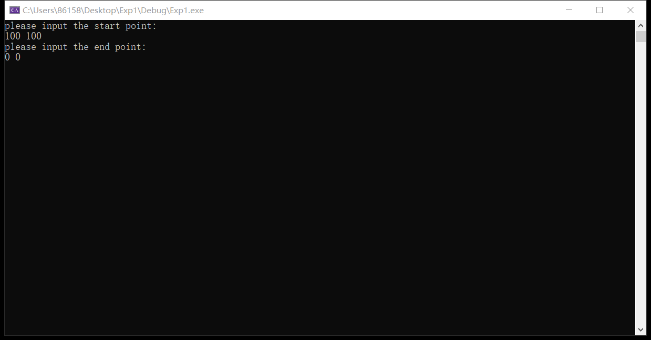 C:\Users\86158\Desktop\Exp1\Debug\Exp1.exe
please input the start point:
100 100
please input the end point:
0 0